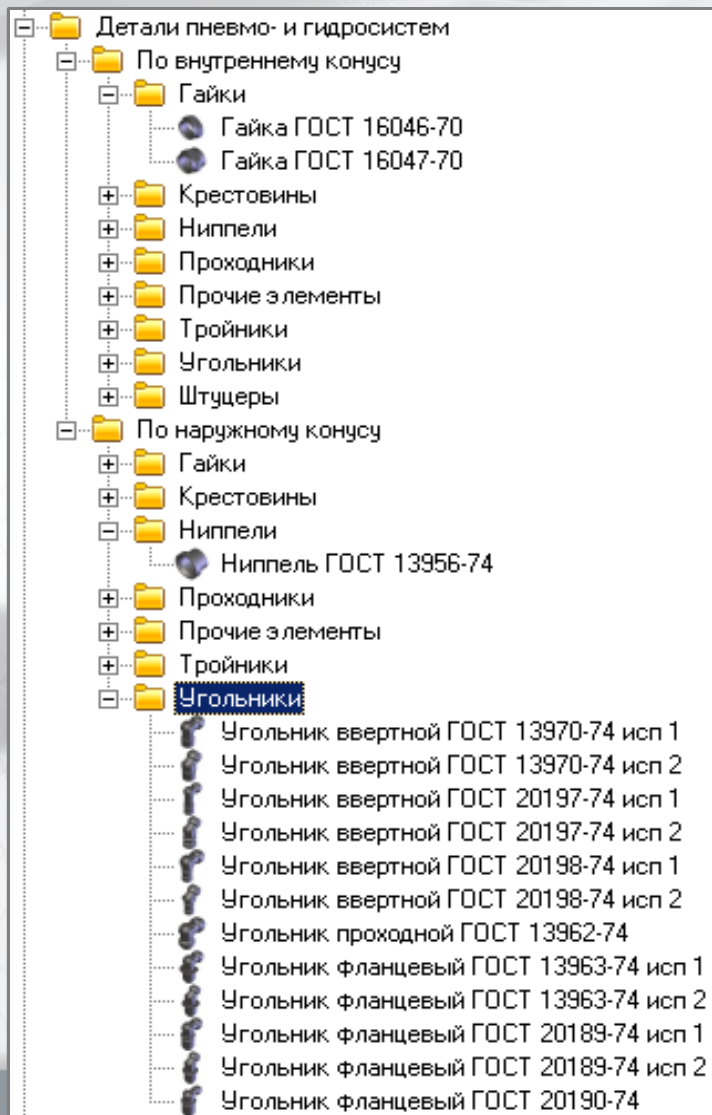 Детали пневмо- и гидросистем
По внутреннему конусу
Гайки
Гайка ГОСТ 16046-70
Гайка ГОСТ 16047-70
Крестовины
Ниппели
Проходники
Прочие элементы
Тройники
Угольники
Штуцеры
По наружному конусу
Гайки
Крестовины
Ниппели
Ниппель ГОСТ 13956-74
Проходники
Прочие элементы
Тройники
Угольники
Угольник ввертной ГОСТ 13970-74 исп 1
Угольник ввертной ГОСТ 13970-74 исп 2
Угольник ввертной ГОСТ 20197-74 исп 1
Угольник ввертной ГОСТ 20197-74 исп 2
Угольник ввертной ГОСТ 20198-74 исп 1
Угольник ввертной ГОСТ 20198-74 исп 2
Угольник проходной ГОСТ 13962-74
Угольник фланцевый ГОСТ 13963-74 исп 1
Угольник фланцевый ГОСТ 13963-74 исп 2
Угольник фланцевый ГОСТ 20189-74 исп 1
Угольник фланцевый ГОСТ 20189-74 исп 2
Угольник фланцевый ГОСТ 20190-74